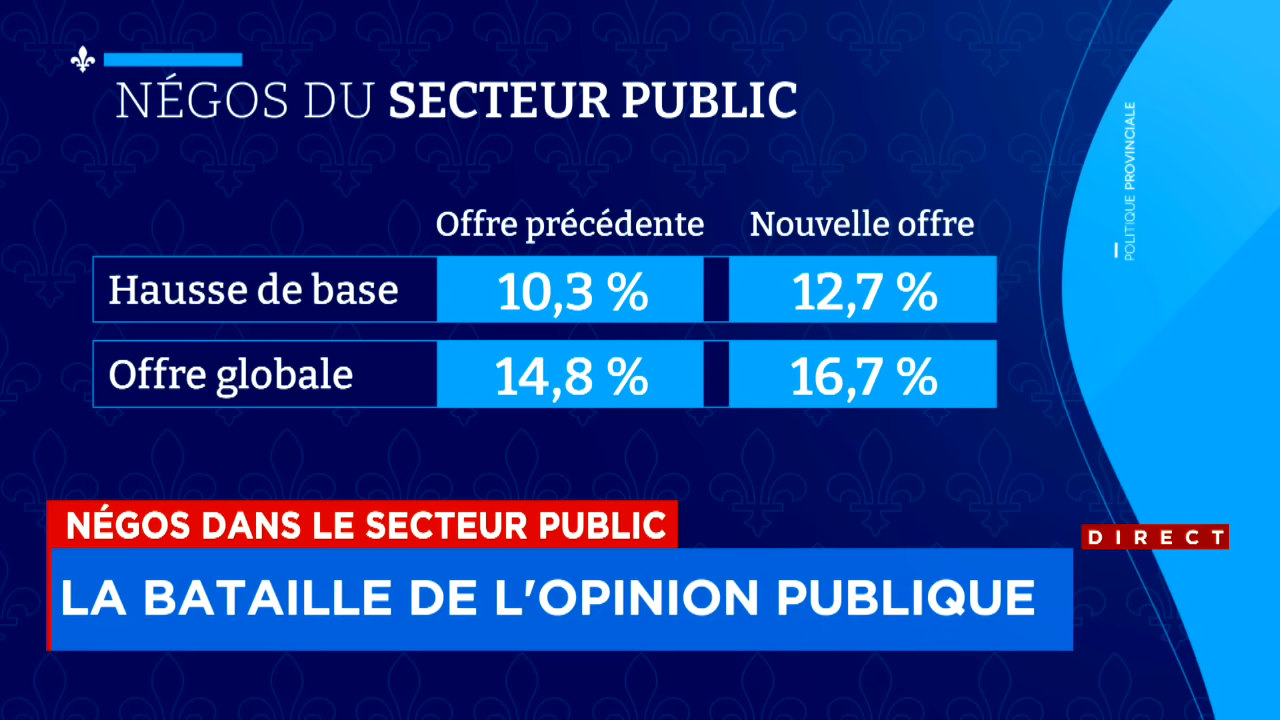 NÉGOS DU SECTEUR PUBLIC
POLITIQUE PROVINCIALE
Offre précédente Nouvelle offre
Hausse de base 10,3 % 12,7 %
Offre globale 14,8 % 16,7 %
NÉGOS DANS LE SECTEUR PUBLIC
DIRECT
LA BATAILLE DE L'OPINION PUBLIQUE